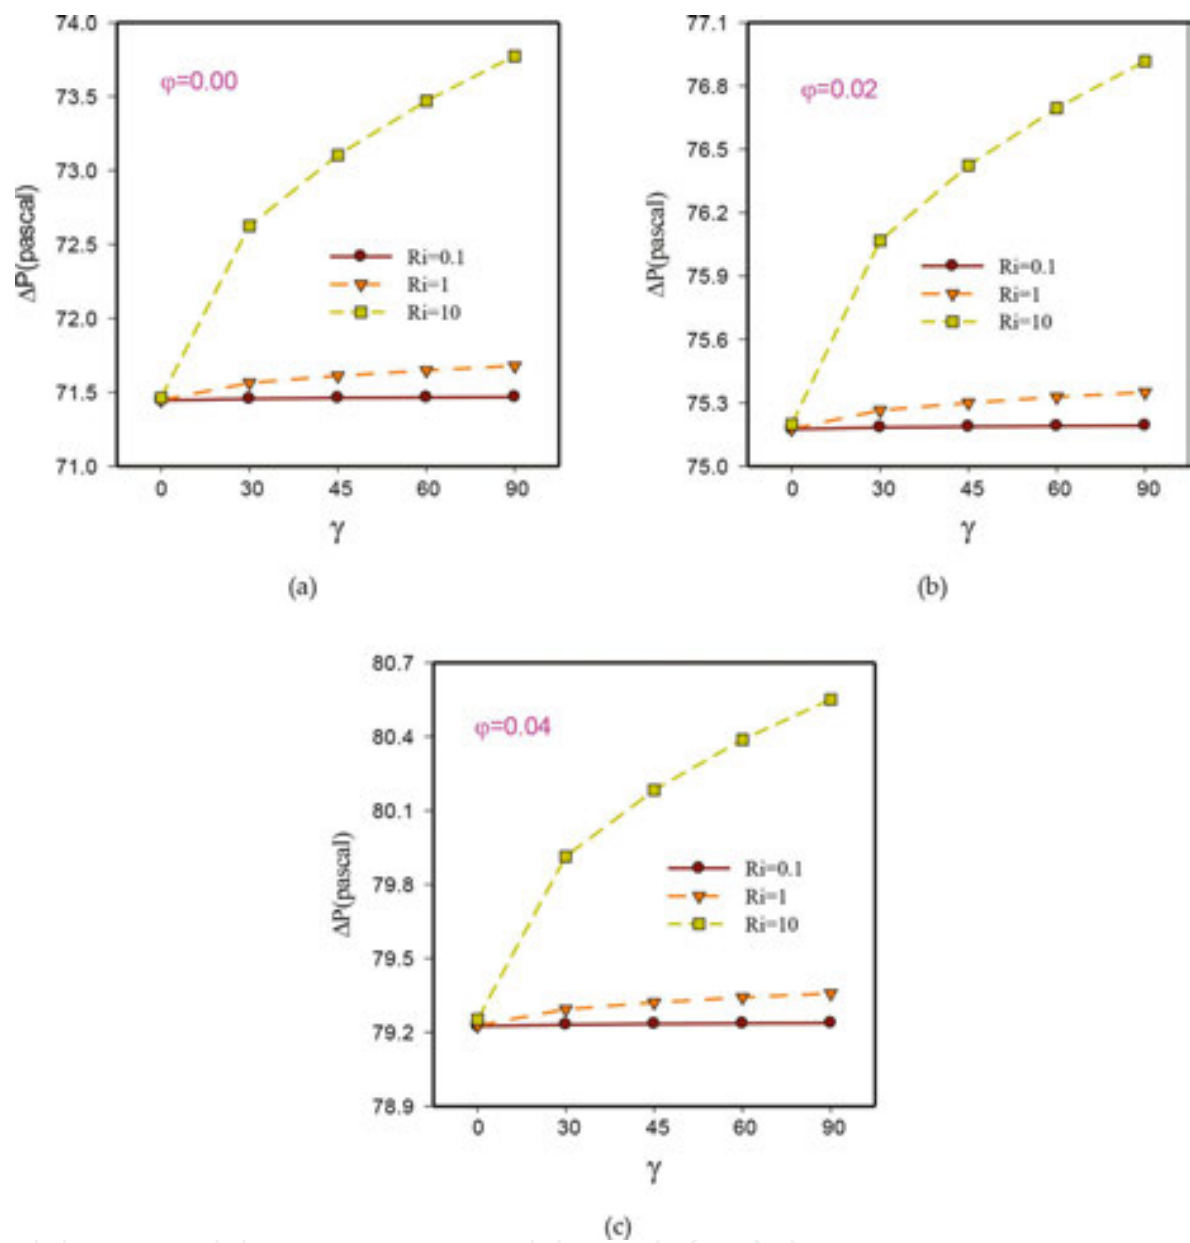 74.0
73.5
73.0
72.5
72.0
71.5
71.0
ΔP(pascal)
φ=0.00
Ri=0.1
Ri=1
Ri=10
0 30 45 60 90
γ
(a)
77.1
76.8
76.5
76.2
75.9
75.6
75.3
75.0
ΔP(pascal)
φ=0.02
Ri=0.1
Ri=1
Ri=10
0 30 45 60 90
γ
(b)
80.7
80.4
80.1
79.8
79.5
79.2
78.9
ΔP(pascal)
φ=0.04
Ri=0.1
Ri=1
Ri=10
0 30 45 60 90
γ
(c)